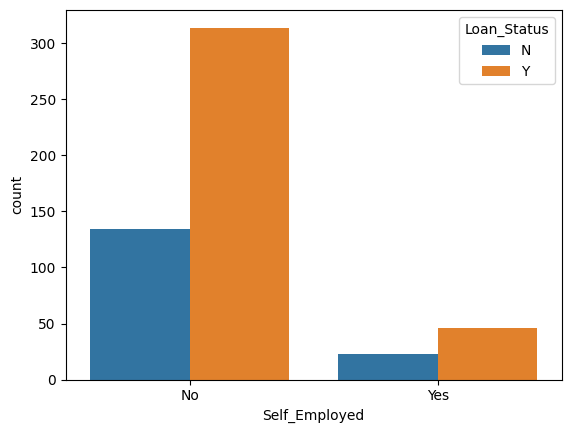 Loan_Status
N
Y
300
250
200
150
100
50
0
count
No
Yes
Self_Employed